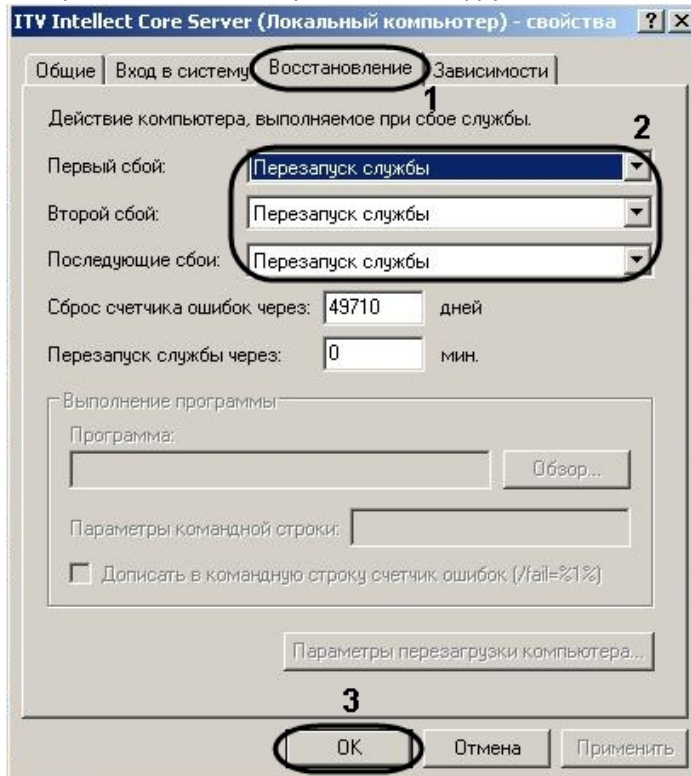 ITV Intellect Core Server (Локальный компьютер) - свойства ? X
Общие Вход в систему Восстановление Зависимости
1
Действие компьютера, выполняемое при сбое службы.
2
Первый сбой: Перезапуск службы
Второй сбой: Перезапуск службы
Последующие сбои: Перезапуск службы
Сброс счетчика ошибок через: 49710 дней
Перезапуск службы через: 0 мин.
Выполнение программы
Программа:
Обзор...
Параметры командной строки:
Дописать в командную строку счетчик ошибок (/fail=%1%)
Параметры перезагрузки компьютера...
3
OK Отмена Применить